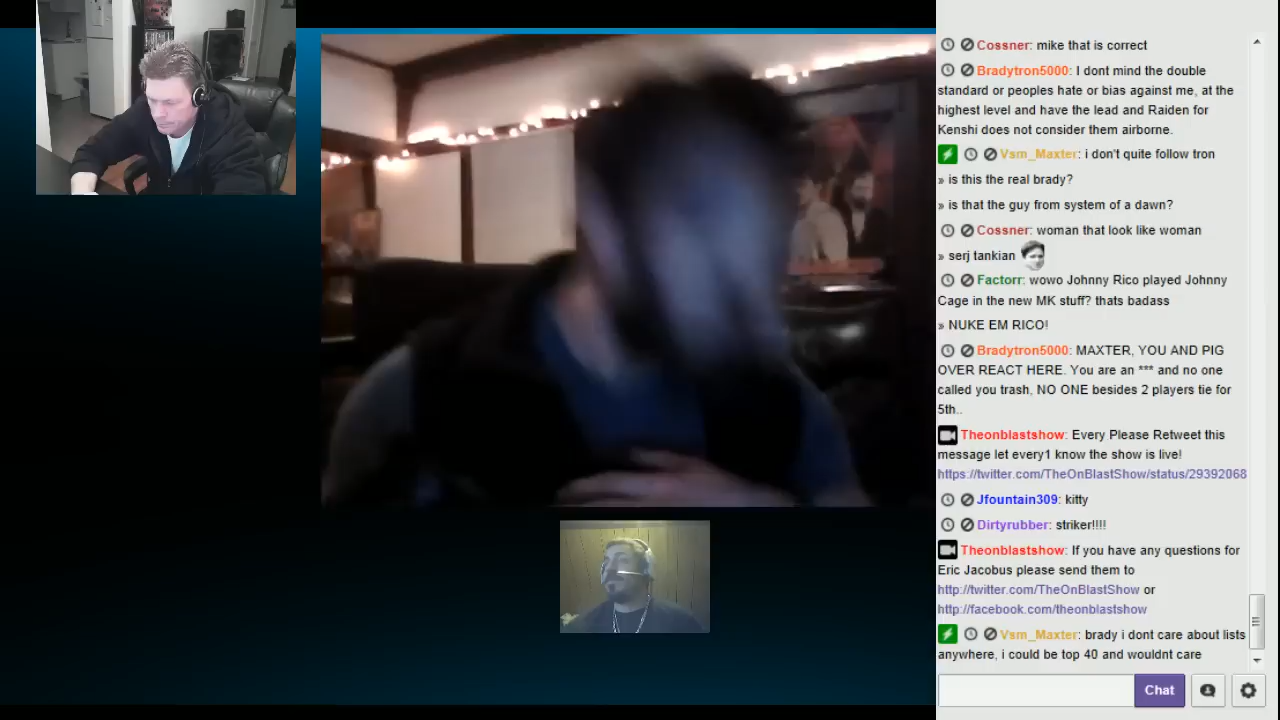 Cossner: mike that is correct
Bradytron5000: I dont mind the double
standard or peoples hate or bias against me, at the
highest level and have the lead and Raiden for
Kenshi does not consider them airborne.
Vsm_Maxter: i don't quite follow tron
» is this the real brady?
» is that the guy from system of a dawn?
Cossner: woman that look like woman
» serj tankian
Factorr: wowo Johnny Rico played Johnny
Cage in the new MK stuff? thats badass
» NUKE EM RICO!
Bradytron5000: MAXTER, YOU AND PIG
OVER REACT HERE. You are an *** and no one
called you trash, NO ONE besides 2 players tie for
5th..
Theonblastshow: Every Please Retweet this
message let every1 know the show is live!
https://twitter.com/TheOnBlastShow/status/29392068
Jfountain309: kitty
Dirtyrubber: striker!!!!
Theonblastshow: If you have any questions for
Eric Jacobus please send them to
http://twitter.com/TheOnBlastShow or
http://facebook.com/theonblastshow
Vsm_Maxter: brady i dont care about lists
anywhere, i could be top 40 and wouldnt care
Chat